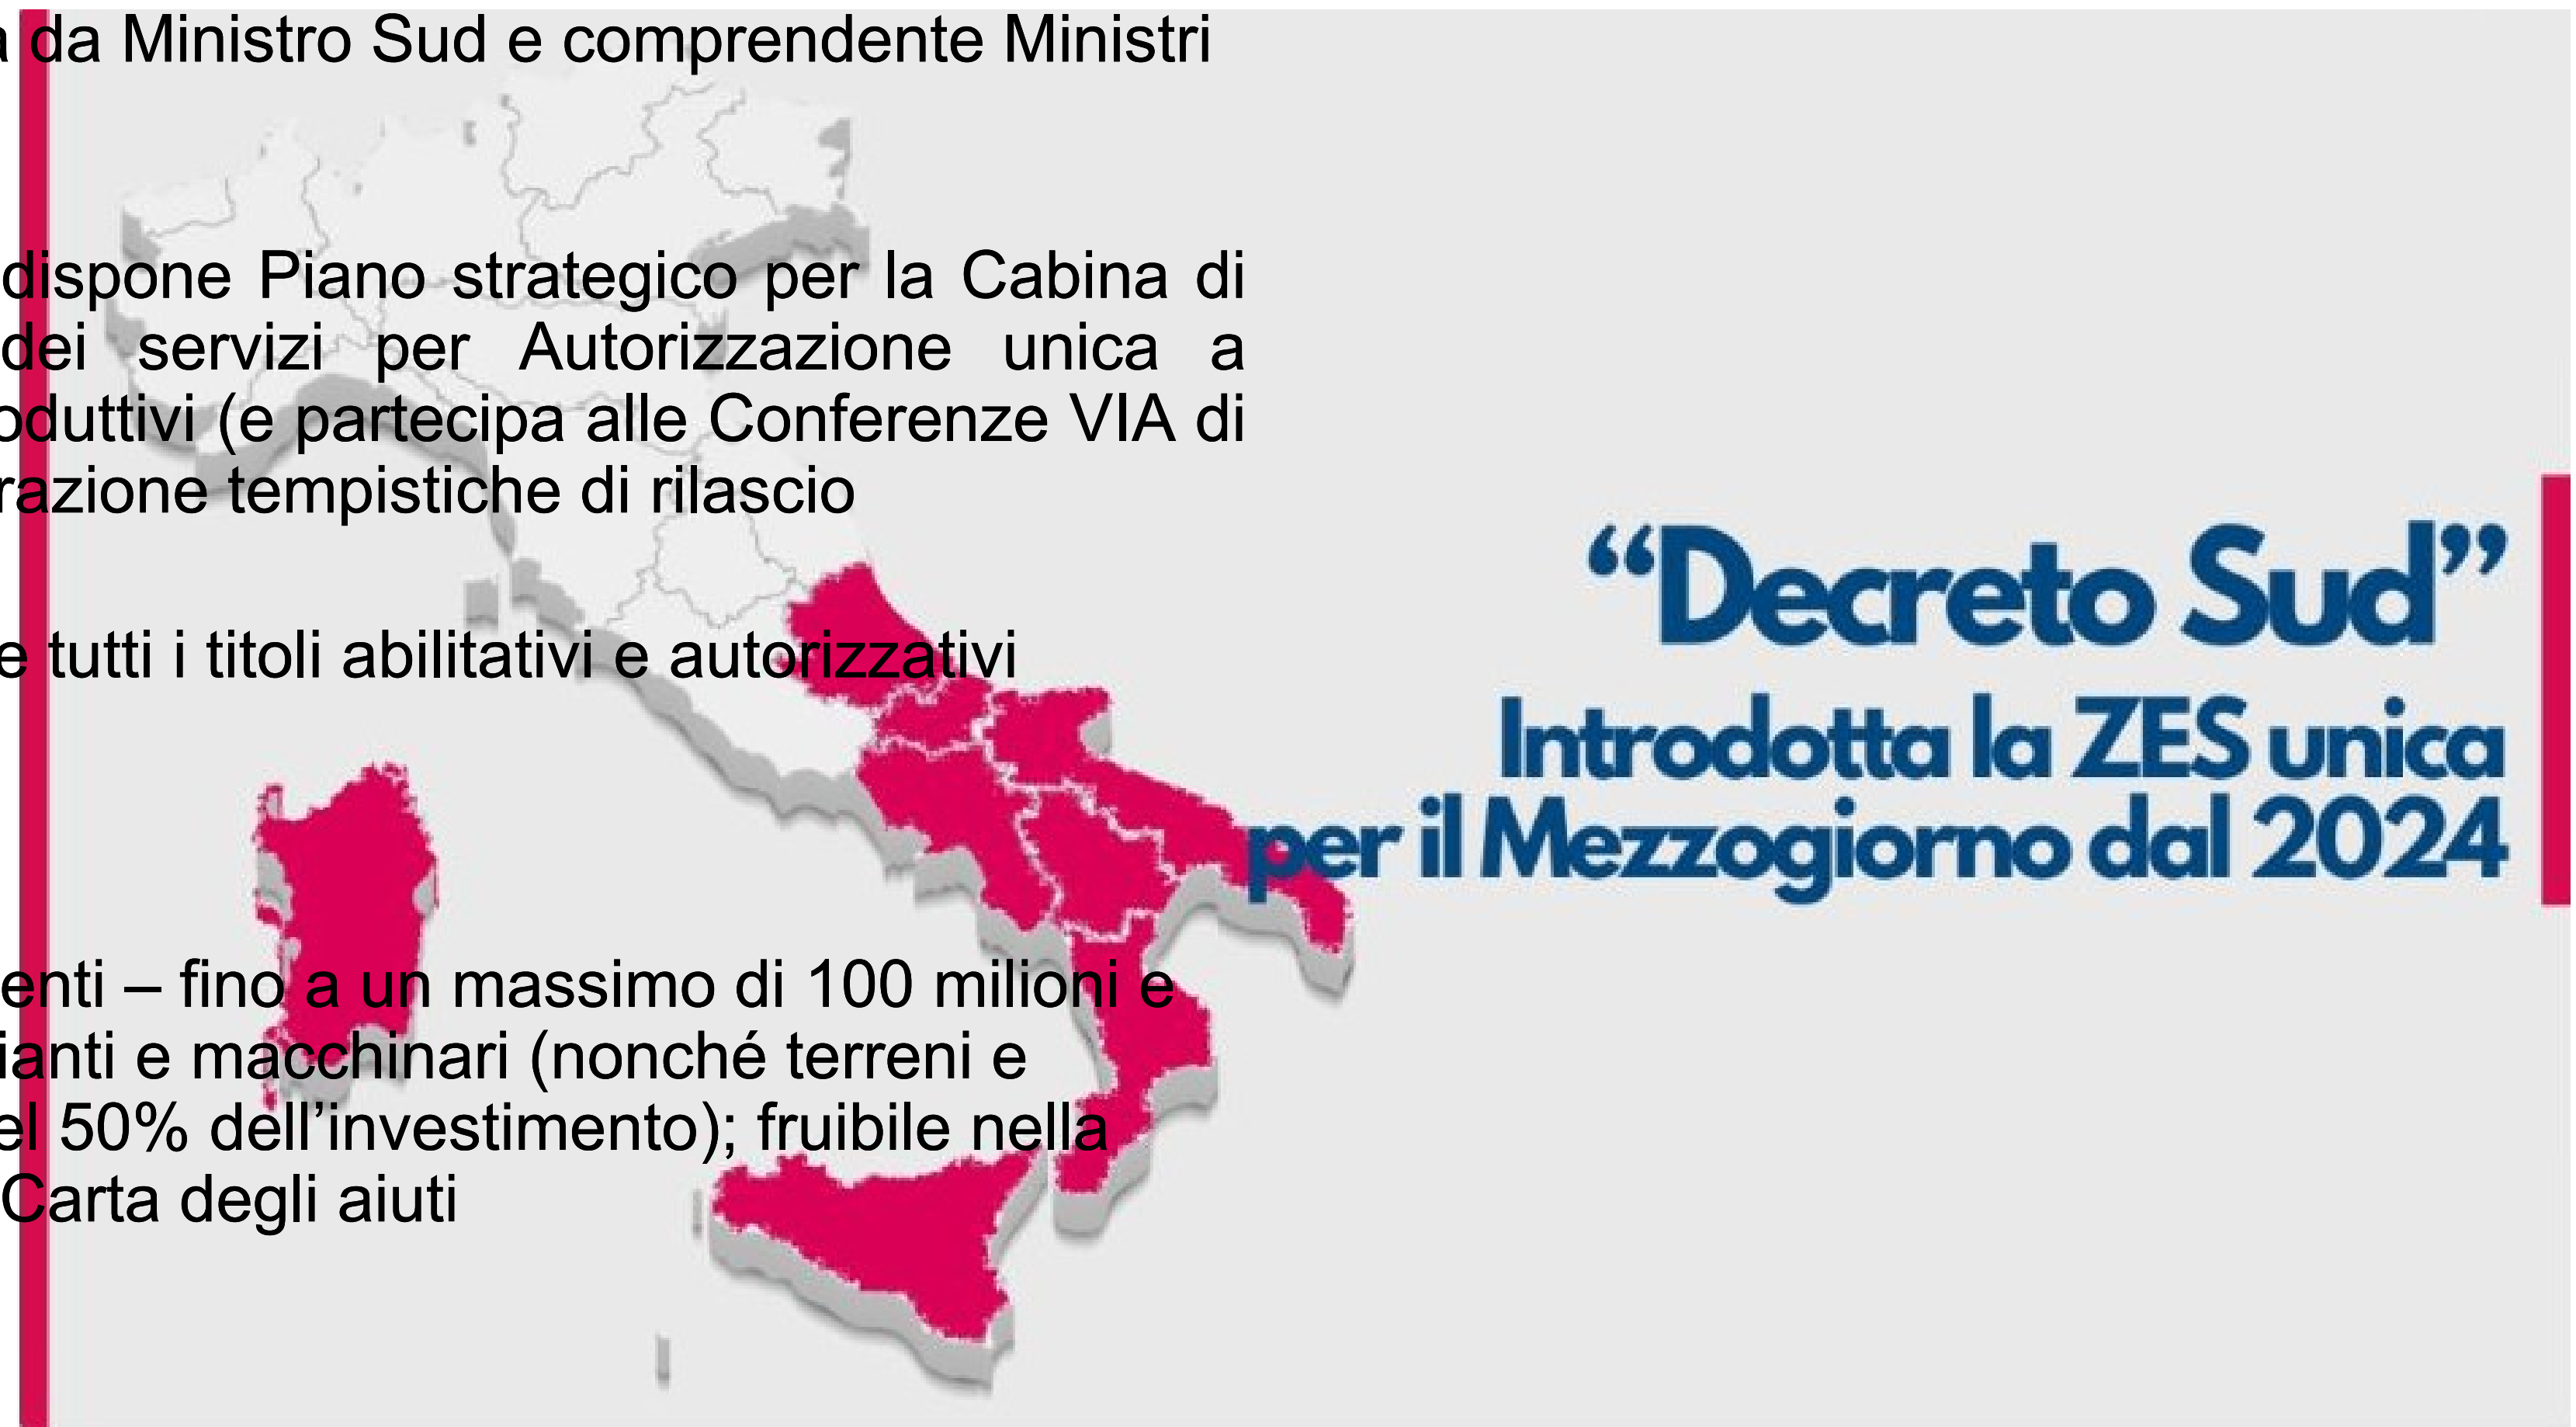 da Ministro Sud e comprendente Ministri
dispone Piano strategico per la Cabina di
dei servizi per Autorizzazione unica a
oduttivi (e partecipa alle Conferenze VIA di
razione tempistiche di rilascio
e tutti i titoli abilitativi e autorizzativi
enti – fino a un massimo di 100 milioni e
ianti e macchinari (nonché terreni e
el 50% dell’investimento); fruibile nella
Carta degli aiuti
“Decreto Sud”
Introdotta la ZES unica
per il Mezzogiorno dal 2024